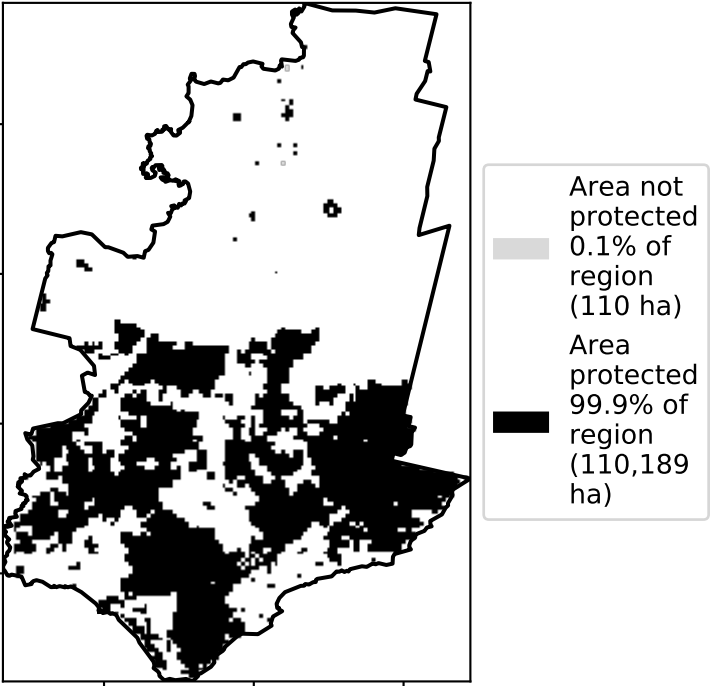 Area not
protected
0.1% of
region
(110 ha)
Area
protected
99.9% of
region
(110,189
ha)